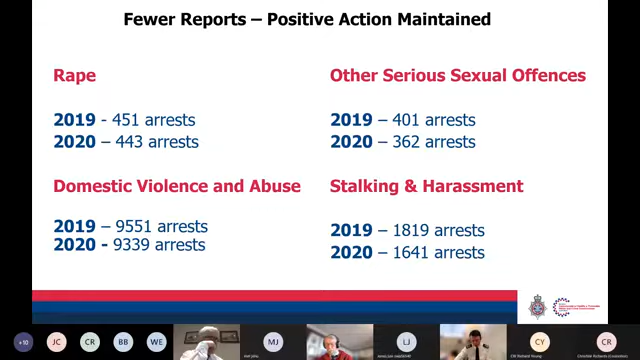 Fewer Reports – Positive Action Maintained
Rape
2019 - 451 arrests
2020 – 443 arrests
Other Serious Sexual Offences
2019 – 401 arrests
2020 – 362 arrests
Domestic Violence and Abuse
2019 – 9551 arrests
2020 - 9339 arrests
Stalking & Harassment
2019 – 1819 arrests
2020 – 1641 arrests
+10
JC
CR
BB
WE
MJ
LJ
CY
CR